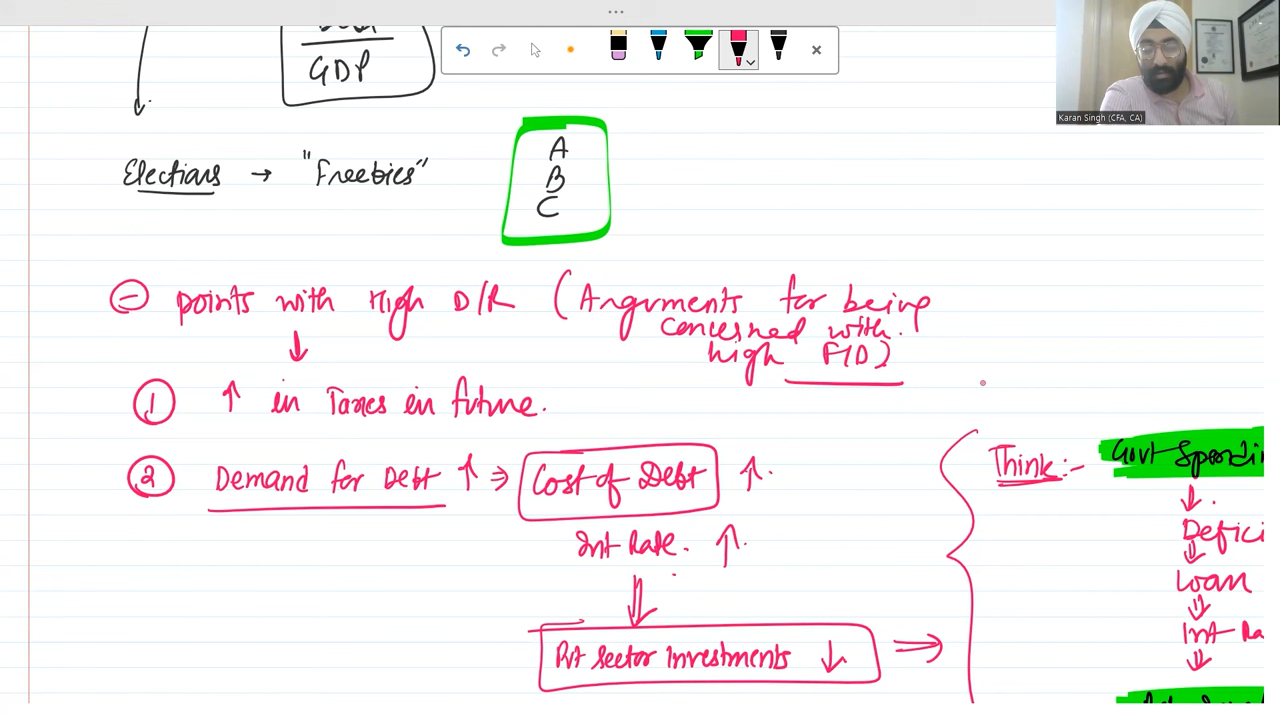 GDP
Karan Singh (CFA, CA)
Elections → "Freebies"
A
B
C
⊖ points with High D/R (Arguments for being
concerned with
high F(D)
↓
① ↑ in Taxes in future.
② Demand for Debt ↑ ⇒ Cost of Debt ↑.
Int Rate. ↑.
⇓
Pvt Sector Investments ↓ ⇒
Think:-
Govt Spendin
↓.
Defici
⇓
Loan
⇓
Int Ra
⇓